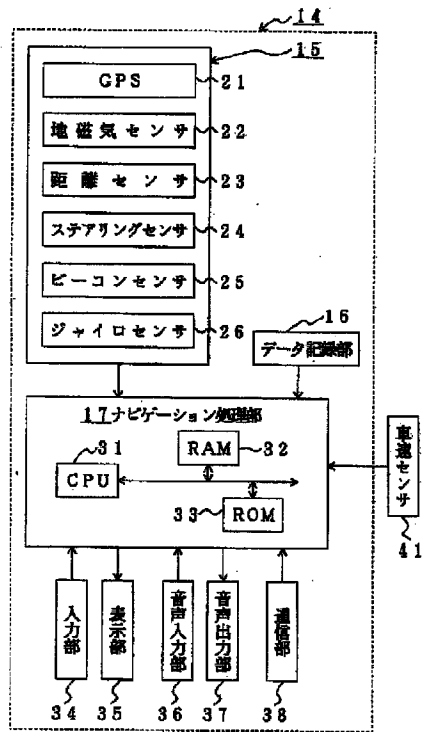 14
15
GPS 21
地磁気センサ 22
距離センサ 23
ステアリングセンサ 24
ビーコンセンサ 25
ジャイロセンサ 26
16
データ記録部
17 ナビゲーション処理部
31
CPU
RAM 32
33 ROM
車速センサ
41
入力部
34
表示部
35
音声入力部
36
音声出力部
37
通信部
38